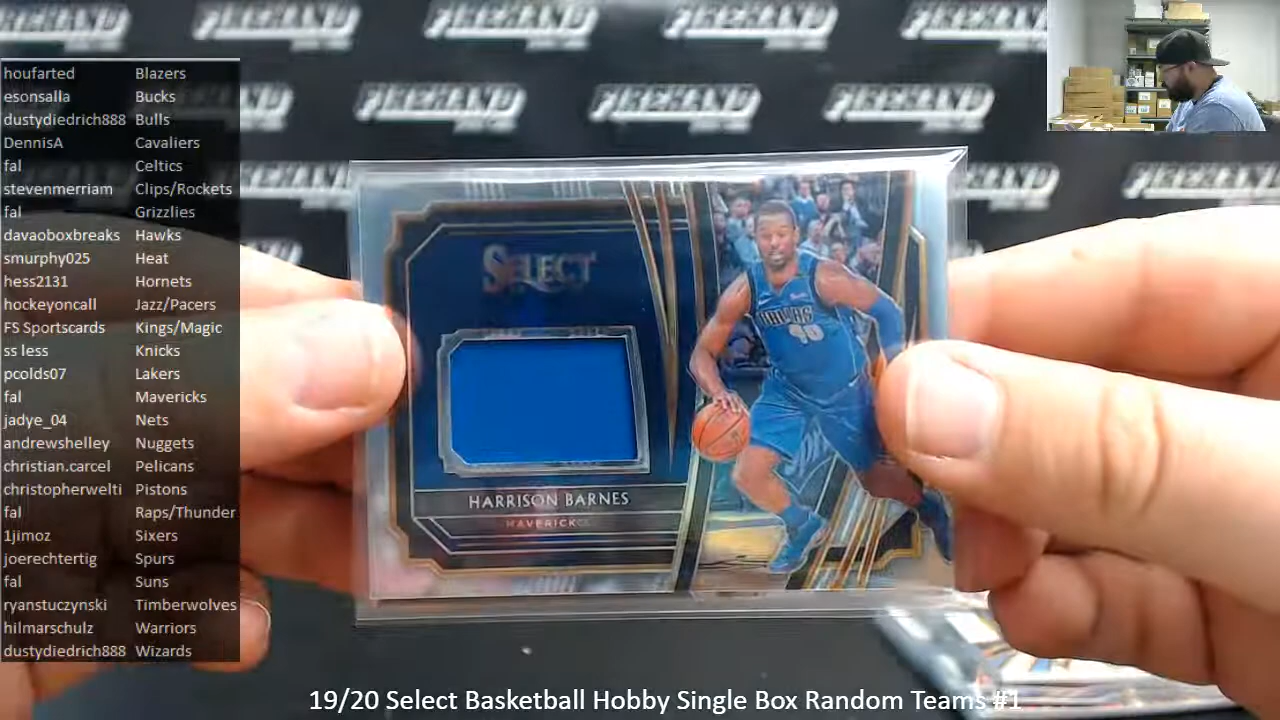 houfarted Blazers
esonsalla Bucks
dustydiedrich888 Bulls
DennisA Cavaliers
fal Celtics
stevenmerriam Clips/Rockets
fal Grizzlies
davaoboxbreaks Hawks
smurphy025 Heat
hess2131 Hornets
hockeyoncall Jazz/Pacers
FS Sportscards Kings/Magic
ss less Knicks
pcolds07 Lakers
fal Mavericks
jadye_04 Nets
andrewshelley Nuggets
christian.carcel Pelicans
christopherwelti Pistons
fal Raps/Thunder
1jimoz Sixers
joerechtertig Spurs
fal Suns
ryanstuczynski Timberwolves
hilmarschulz Warriors
dustydiedrich888 Wizards
SELECT
DALLAS
40
HARRISON BARNES
MAVERICKS
19/20 Select Basketball Hobby Single Box Random Teams #1